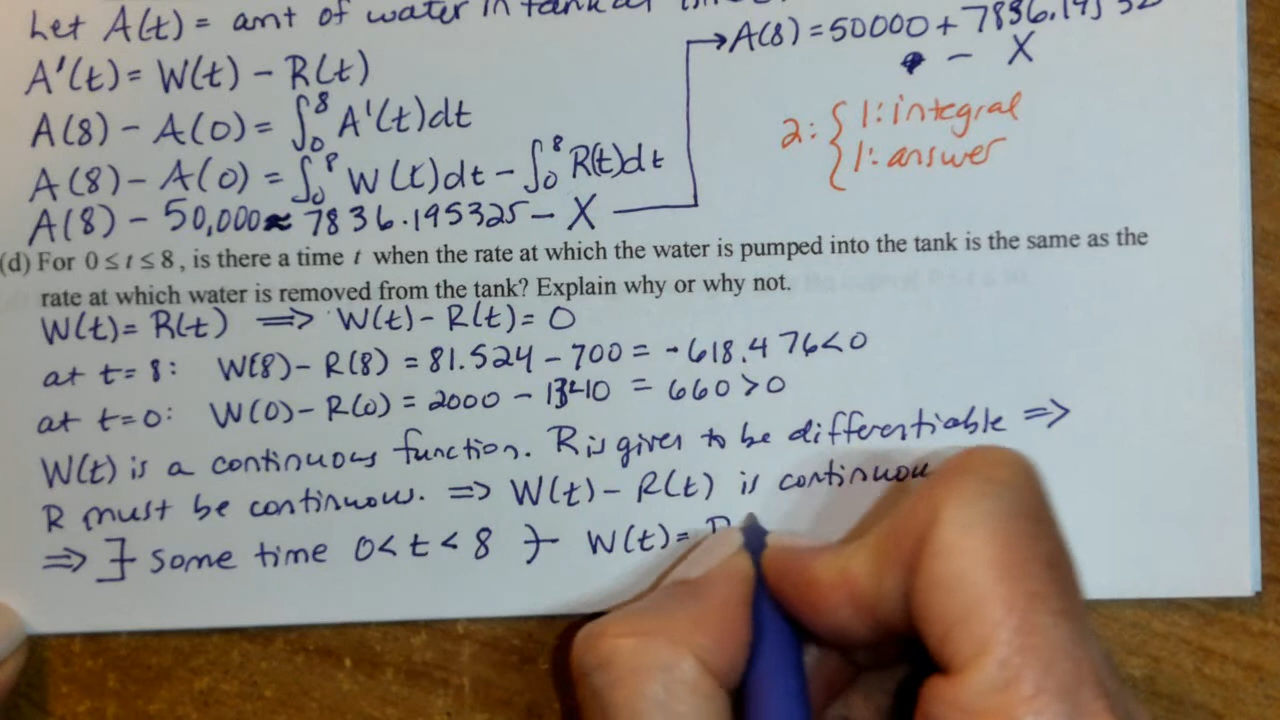 Let A(t) = amt of water in tank at
A'(t) = W(t) - R(t)
A(8) - A(0) = ∫₀⁸ A'(t)dt
A(8) - A(0) = ∫₀⁸ W(t)dt - ∫₀⁸ R(t)dt
A(8) - 50,000 ≈ 7836.195325 - X
→ A(8) = 50000 + 7836.1953
- X
2: { 1: integral
1: answer
(d) For 0 ≤ t ≤ 8, is there a time t when the rate at which the water is pumped into the tank is the same as the
rate at which water is removed from the tank? Explain why or why not.
W(t) = R(t) ⟹ W(t) - R(t) = 0
at t = 8: W(8) - R(8) = 81.524 - 700 = -618.476 < 0
at t = 0: W(0) - R(0) = 2000 - 1340 = 660 > 0
W(t) is a continuous function. R is given to be differentiable ⟹
R must be continuous. ⟹ W(t) - R(t) is continuou
⟹ ∃ some time 0 < t < 8 ∋ W(t) = R